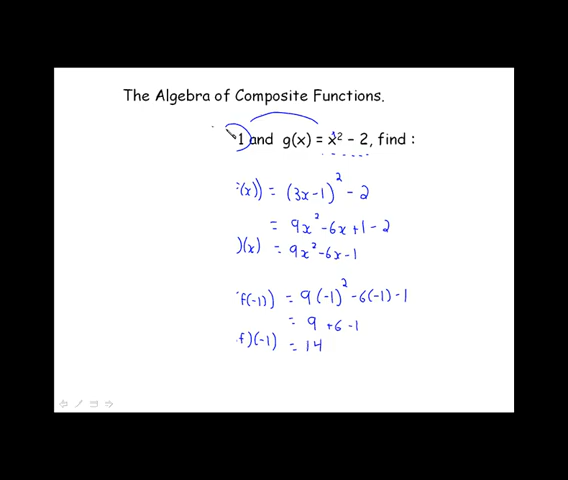 The Algebra of Composite Functions.
1 and g(x) = x² – 2, find :
(x)) = (3x-1)² - 2
= 9x² - 6x + 1 - 2
)(x) = 9x² - 6x - 1
f(-1)) = 9(-1)² - 6(-1) - 1
= 9 + 6 - 1
f)(-1) = 14